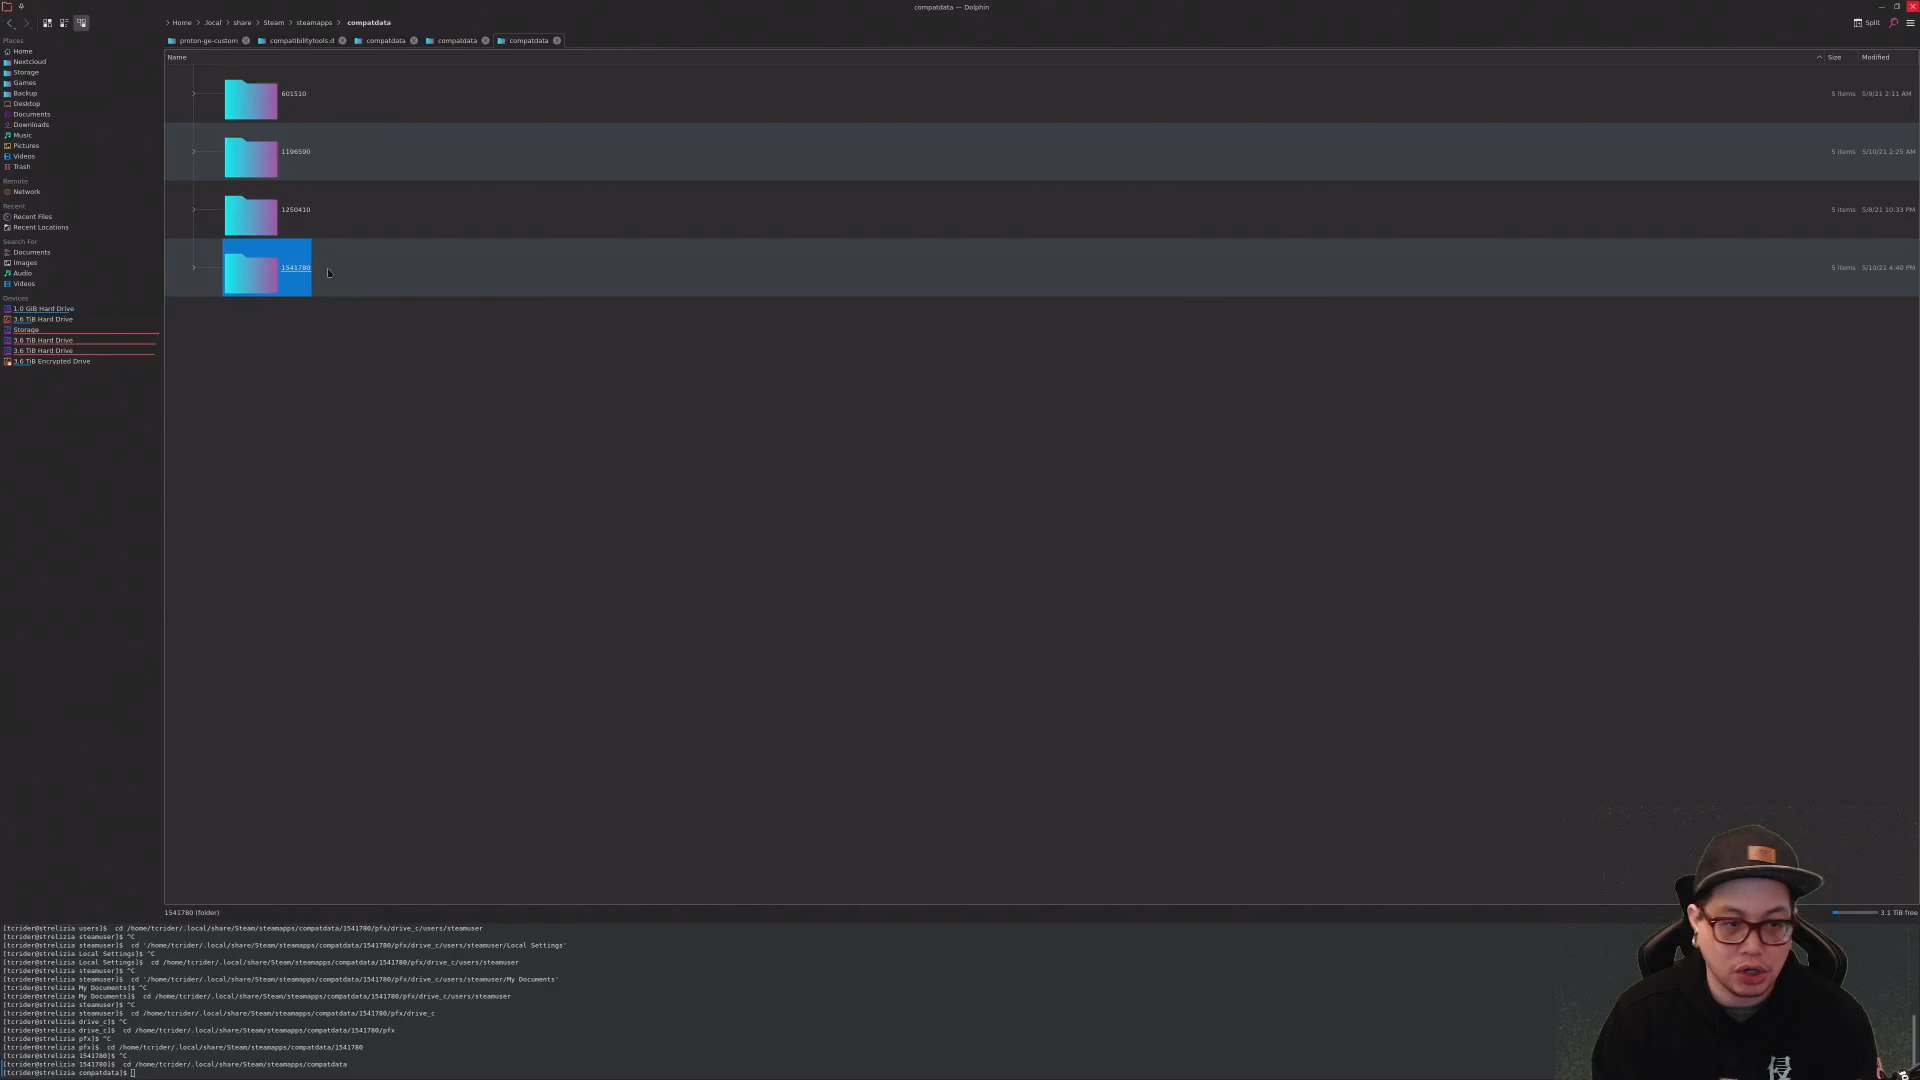 compatdata — Dolphin
Home > .local > share > Steam > steamapps > compatdata
Split
Places
Home
Nextcloud
Storage
Games
Backup
Desktop
Documents
Downloads
Music
Pictures
Videos
Trash
Remote
Network
Recent
Recent Files
Recent Locations
Search For
Documents
Images
Audio
Videos
Devices
1.0 GiB Hard Drive
3.6 TiB Hard Drive
Storage
3.6 TiB Hard Drive
3.6 TiB Hard Drive
3.6 TiB Encrypted Drive
proton-ge-custom compatibilitytools.d compatdata compatdata compatdata
Name Size Modified
601510 5 items 5/9/21 2:11 AM
1196590 5 items 5/10/21 2:25 AM
1250410 5 items 5/8/21 10:33 PM
1541780 5 items 5/10/21 4:40 PM
1541780 (folder) 3.1 TiB free
[tcrider@strelizia users]$ cd /home/tcrider/.local/share/Steam/steamapps/compatdata/1541780/pfx/drive_c/users/steamuser
[tcrider@strelizia steamuser]$ ^C
[tcrider@strelizia steamuser]$ cd '/home/tcrider/.local/share/Steam/steamapps/compatdata/1541780/pfx/drive_c/users/steamuser/Local Settings'
[tcrider@strelizia Local Settings]$ ^C
[tcrider@strelizia Local Settings]$ cd /home/tcrider/.local/share/Steam/steamapps/compatdata/1541780/pfx/drive_c/users/steamuser
[tcrider@strelizia steamuser]$ ^C
[tcrider@strelizia steamuser]$ cd '/home/tcrider/.local/share/Steam/steamapps/compatdata/1541780/pfx/drive_c/users/steamuser/My Documents'
[tcrider@strelizia My Documents]$ ^C
[tcrider@strelizia My Documents]$ cd /home/tcrider/.local/share/Steam/steamapps/compatdata/1541780/pfx/drive_c/users/steamuser
[tcrider@strelizia steamuser]$ ^C
[tcrider@strelizia steamuser]$ cd /home/tcrider/.local/share/Steam/steamapps/compatdata/1541780/pfx/drive_c
[tcrider@strelizia drive_c]$ ^C
[tcrider@strelizia drive_c]$ cd /home/tcrider/.local/share/Steam/steamapps/compatdata/1541780/pfx
[tcrider@strelizia pfx]$ ^C
[tcrider@strelizia pfx]$ cd /home/tcrider/.local/share/Steam/steamapps/compatdata/1541780
[tcrider@strelizia 1541780]$ ^C
[tcrider@strelizia 1541780]$ cd /home/tcrider/.local/share/Steam/steamapps/compatdata
[tcrider@strelizia compatdata]$
侵